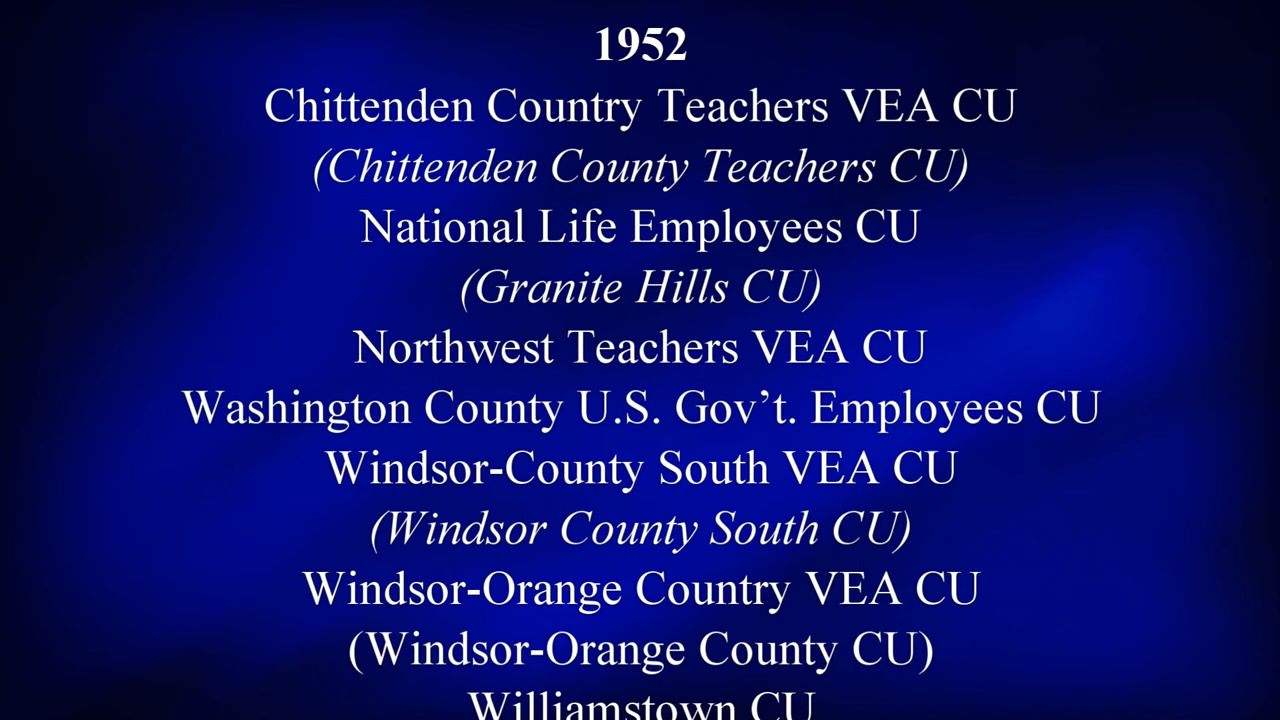 1952
Chittenden Country Teachers VEA CU
(Chittenden County Teachers CU)
National Life Employees CU
(Granite Hills CU)
Northwest Teachers VEA CU
Washington County U.S. Gov’t. Employees CU
Windsor-County South VEA CU
(Windsor County South CU)
Windsor-Orange Country VEA CU
(Windsor-Orange County CU)
Williamstown CU